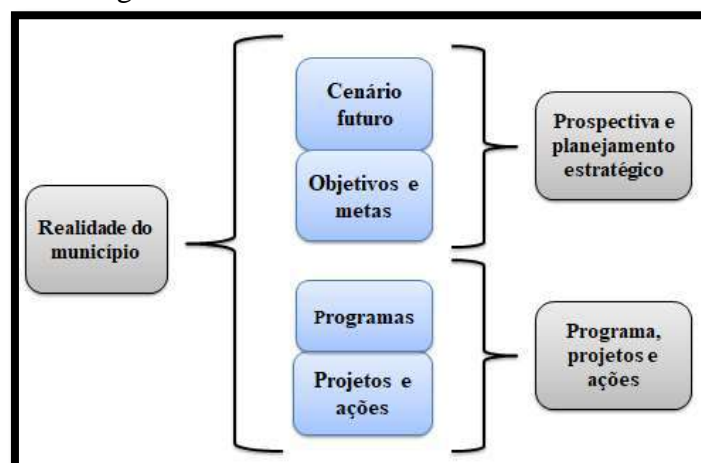 Realidade do
município
Cenário
futuro
Objetivos e
metas
Programas
Projetos e
ações
Prospectiva e
planejamento
estratégico
Programa,
projetos e
ações